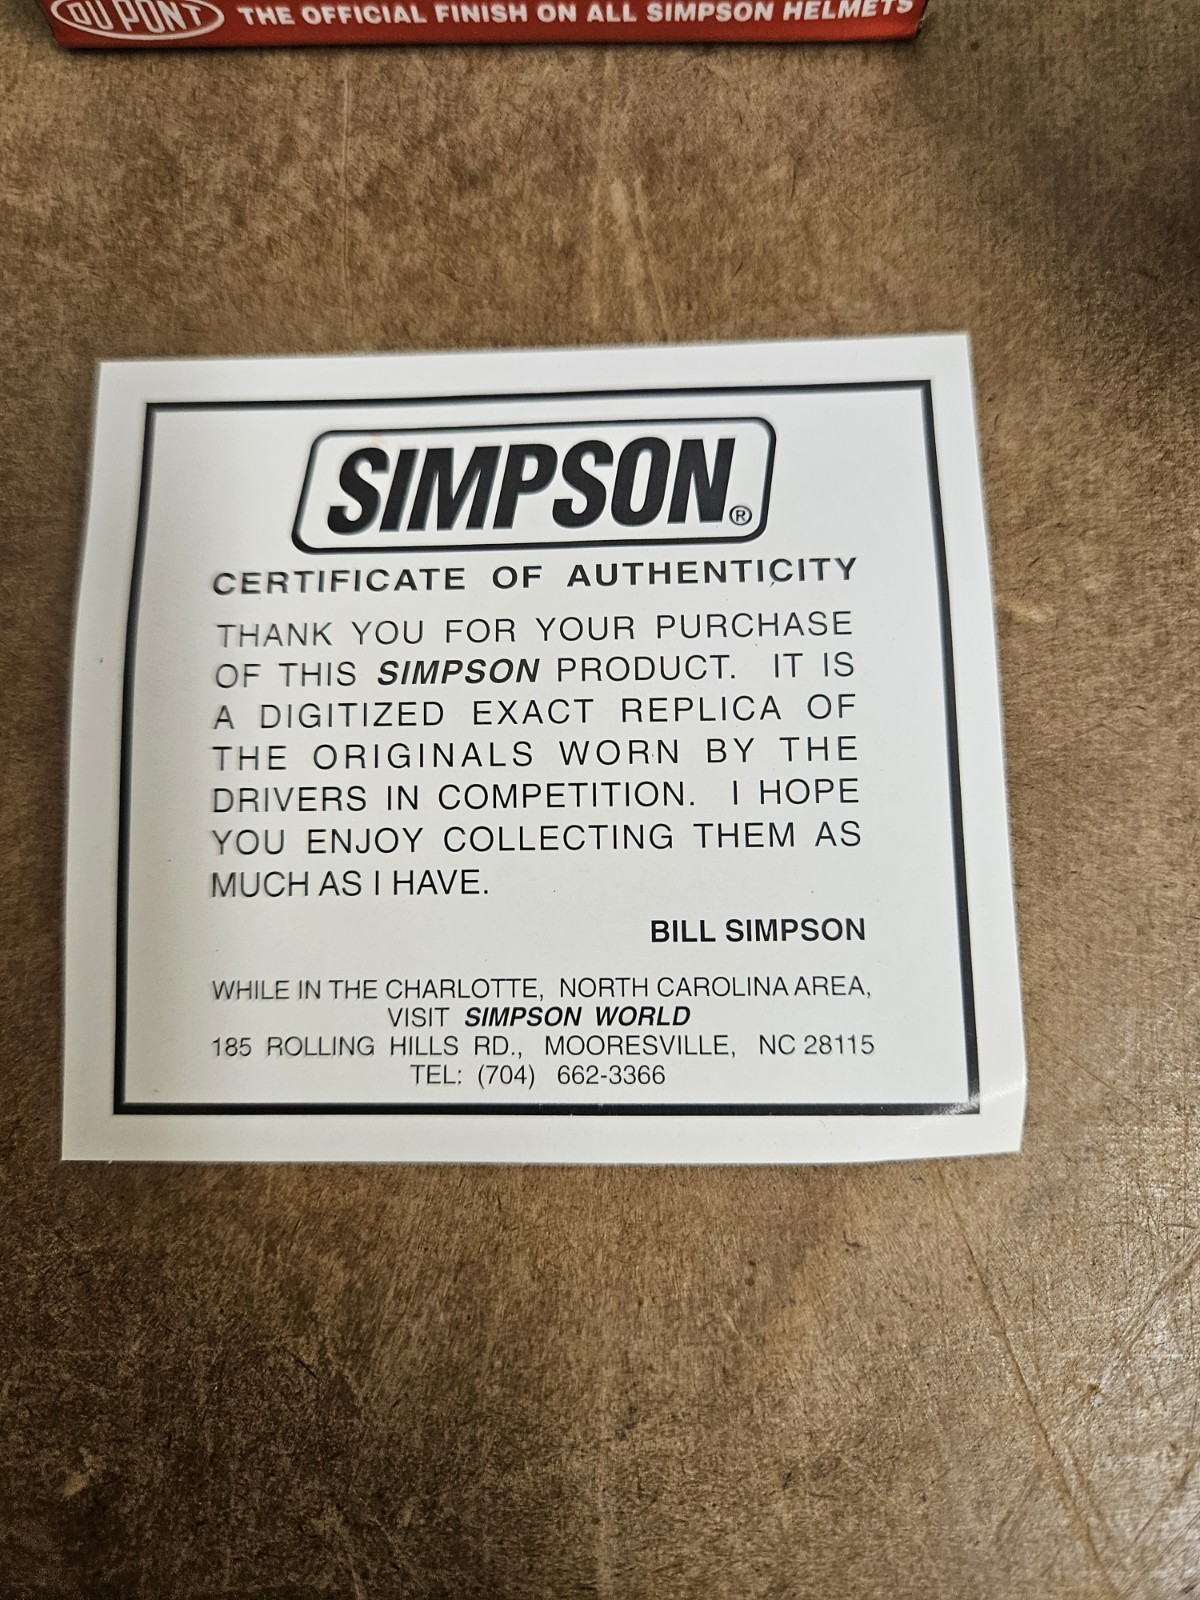 DU PONT THE OFFICIAL FINISH ON ALL SIMPSON HELMETS
SIMPSON®
CERTIFICATE OF AUTHENTICITY
THANK YOU FOR YOUR PURCHASE
OF THIS SIMPSON PRODUCT. IT IS
A DIGITIZED EXACT REPLICA OF
THE ORIGINALS WORN BY THE
DRIVERS IN COMPETITION. I HOPE
YOU ENJOY COLLECTING THEM AS
MUCH AS I HAVE.
BILL SIMPSON
WHILE IN THE CHARLOTTE, NORTH CAROLINA AREA,
VISIT SIMPSON WORLD
185 ROLLING HILLS RD., MOORESVILLE, NC 28115
TEL: (704) 662-3366